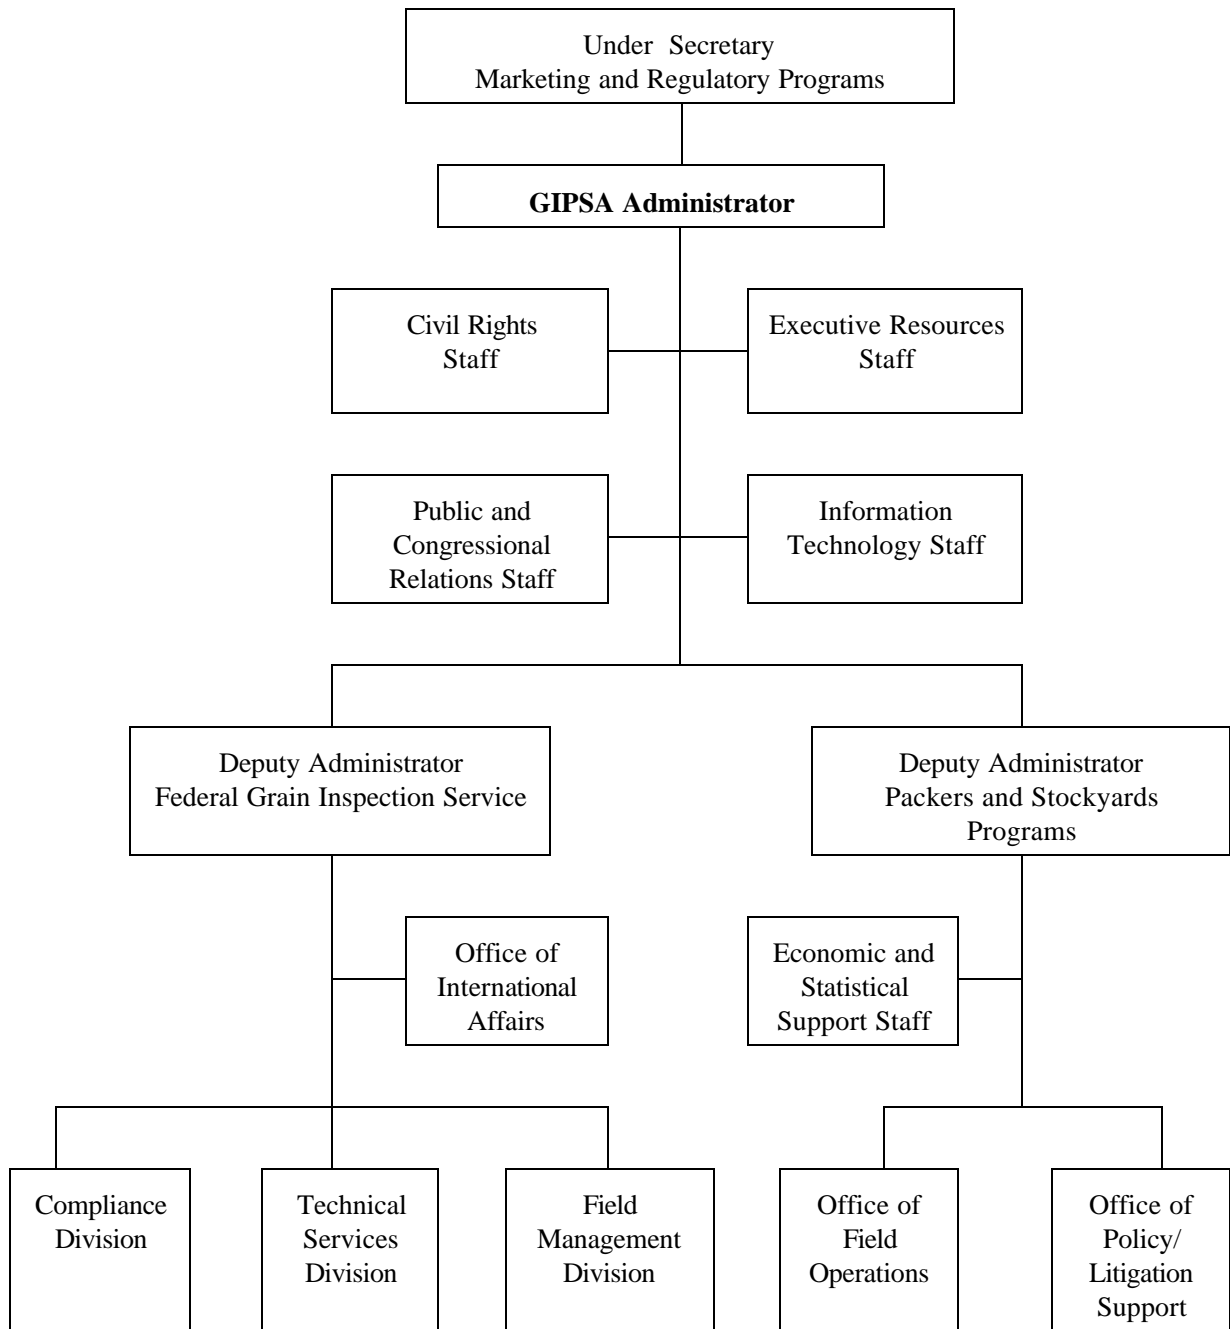 Under Secretary
Marketing and Regulatory Programs
GIPSA Administrator
Civil Rights
Staff
Executive Resources
Staff
Public and
Congressional
Relations Staff
Information
Technology Staff
Deputy Administrator
Federal Grain Inspection Service
Deputy Administrator
Packers and Stockyards
Programs
Office of
International
Affairs
Economic and
Statistical
Support Staff
Compliance
Division
Technical
Services
Division
Field
Management
Division
Office of
Field
Operations
Office of
Policy/
Litigation
Support